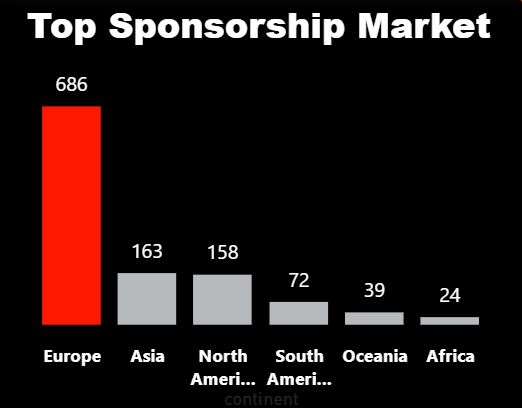 Top Sponsorship Market
686
163
158
72
39
24
Europe Asia North South Oceania Africa
Ameri... Ameri...
continent